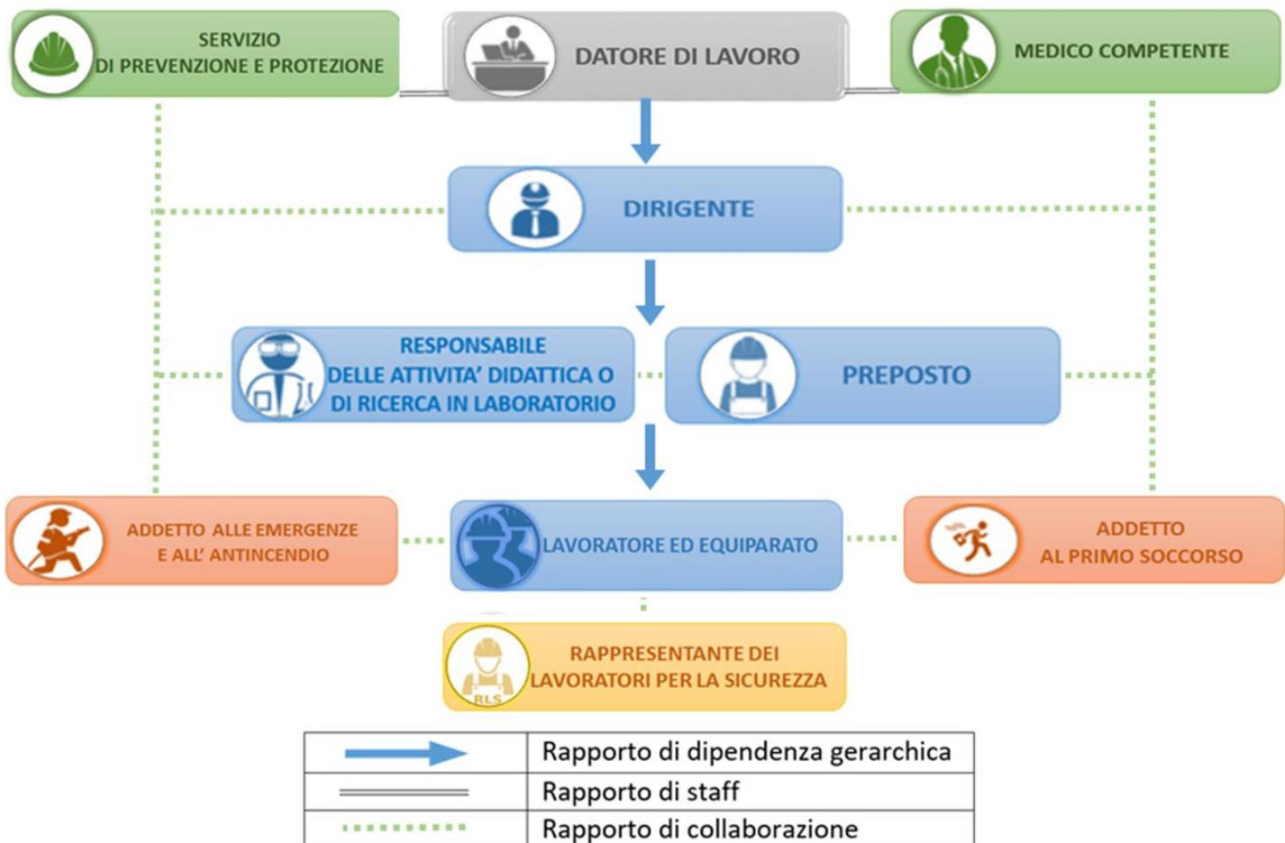 SERVIZIO
DI PREVENZIONE E PROTEZIONE
DATORE DI LAVORO
MEDICO COMPETENTE
DIRIGENTE
RESPONSABILE
DELLE ATTIVITA' DIDATTICA O
DI RICERCA IN LABORATORIO
PREPOSTO
ADDETTO ALLE EMERGENZE
E ALL' ANTINCENDIO
LAVORATORE ED EQUIPARATO
ADDETTO
AL PRIMO SOCCORSO
RAPPRESENTANTE DEI
LAVORATORI PER LA SICUREZZA
RLS
Rapporto di dipendenza gerarchica
Rapporto di staff
Rapporto di collaborazione